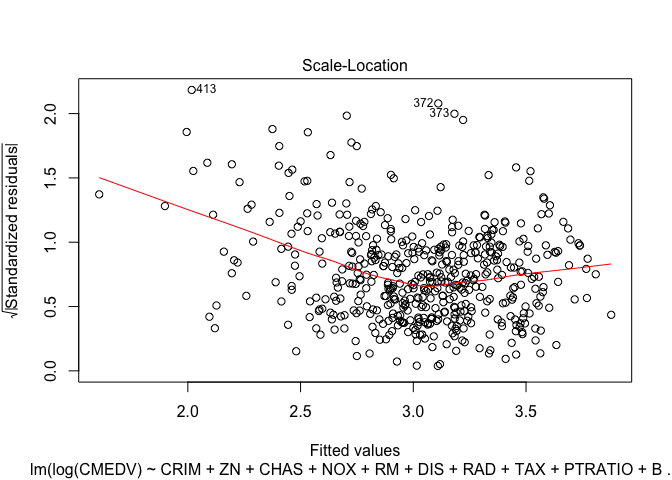 Scale-Location
413
372
373
√|Standardized residuals|
0.0 0.5 1.0 1.5 2.0
2.0 2.5 3.0 3.5
Fitted values
lm(log(CMEDV) ~ CRIM + ZN + CHAS + NOX + RM + DIS + RAD + TAX + PTRATIO + B .